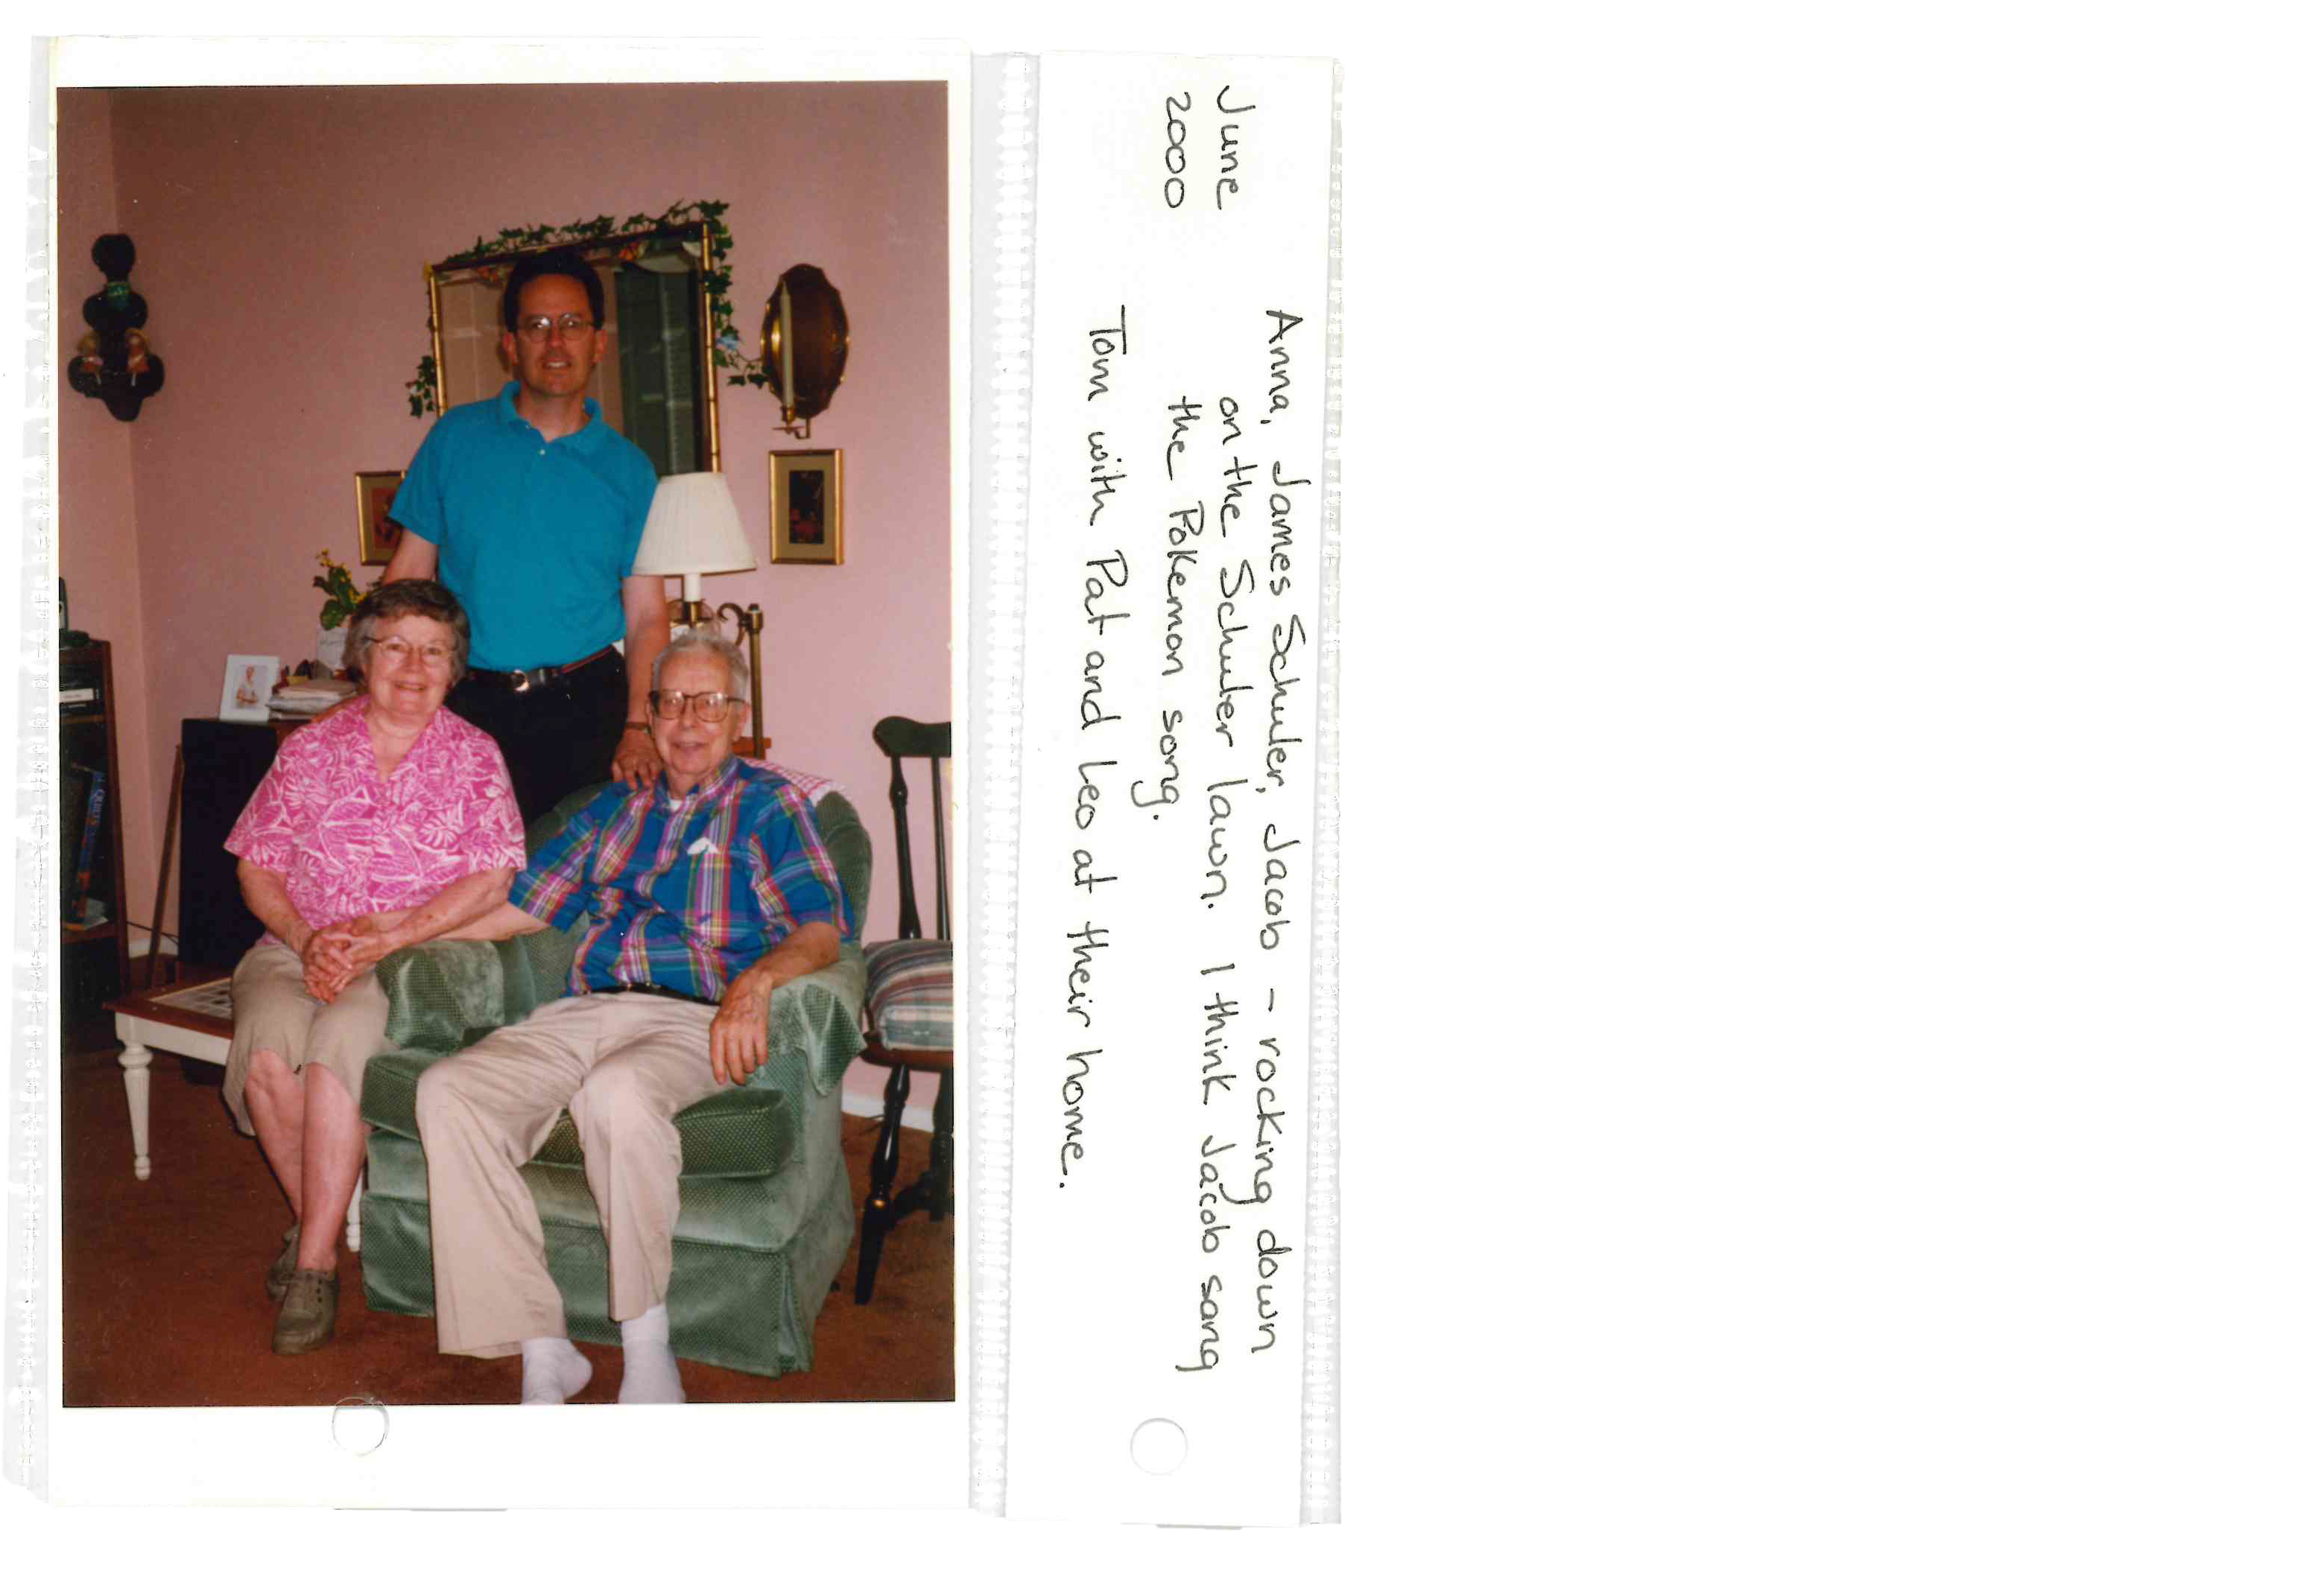 Anna, James Schuler, Jacob – rocking down
June on the Schuler lawn. I think Jacob sang
2000 the Pokemon song.
Tom with Pat and Leo at their home.